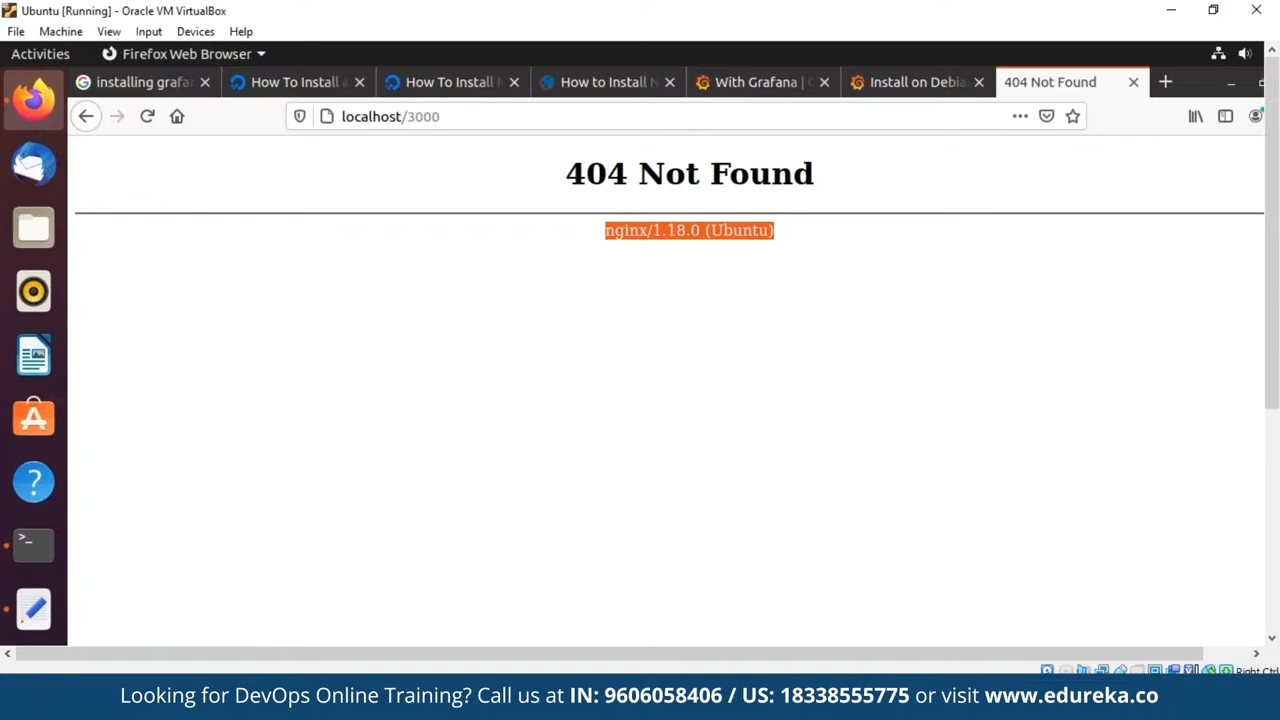 Ubuntu [Running] - Oracle VM VirtualBox
File Machine View Input Devices Help
Activities Firefox Web Browser
installing grafa How To Install a How To Install N How to Install N With Grafana | G Install on Debia 404 Not Found
localhost/3000
404 Not Found
nginx/1.18.0 (Ubuntu)
Right Ctrl
Looking for DevOps Online Training? Call us at IN: 9606058406 / US: 18338555775 or visit www.edureka.co